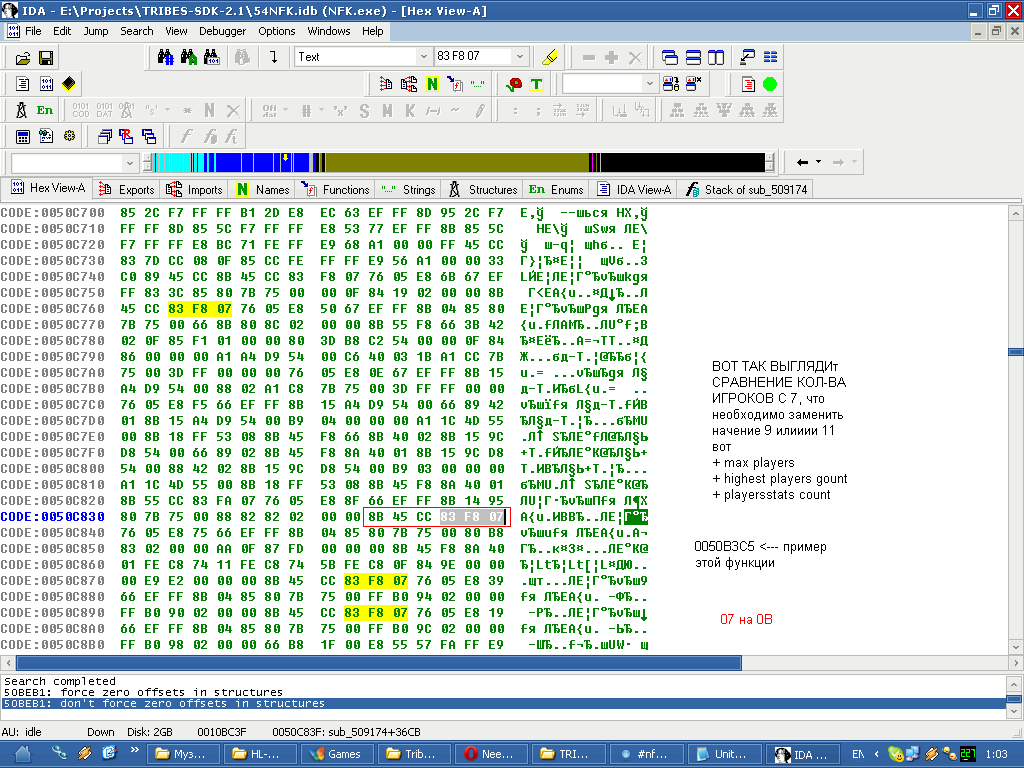 IDA - E:\Projects\TRIBES-SDK-2.1\54NFK.idb (NFK.exe) - [Hex View-A]
File Edit Jump Search View Debugger Options Windows Help
Text 83 F8 07
En
Hex View-A Exports Imports N Names Functions "..." Strings Structures En Enums IDA View-A Stack of sub_509174
CODE:0050C700 85 2C F7 FF FF B1 2D E8 EC 63 EF FF 8D 95 2C F7
CODE:0050C710 FF FF 8D 85 5C F7 FF FF E8 53 77 EF FF 8B 85 5C
CODE:0050C720 F7 FF FF E8 BC 71 FE FF E9 68 A1 00 00 FF 45 CC
CODE:0050C730 83 7D CC 08 0F 85 CC FE FF FF E9 56 A1 00 00 33
CODE:0050C740 C0 89 45 CC 8B 45 CC 83 F8 07 76 05 E8 6B 67 EF
CODE:0050C750 FF 83 3C 85 80 7B 75 00 00 0F 84 19 02 00 00 8B
CODE:0050C760 45 CC 83 F8 07 76 05 E8 50 67 EF FF 8B 04 85 80
CODE:0050C770 7B 75 00 66 8B 80 8C 02 00 00 8B 55 F8 66 3B 42
CODE:0050C780 02 0F 85 F1 01 00 00 80 3D B8 C2 54 00 00 0F 84
CODE:0050C790 86 00 00 00 A1 A4 D9 54 00 C6 40 03 1B A1 CC 7B
CODE:0050C7A0 75 00 3D FF 00 00 00 76 05 E8 0E 67 EF FF 8B 15
CODE:0050C7B0 A4 D9 54 00 88 02 A1 C8 7B 75 00 3D FF FF 00 00
CODE:0050C7C0 76 05 E8 F5 66 EF FF 8B 15 A4 D9 54 00 66 89 42
CODE:0050C7D0 01 8B 15 A4 D9 54 00 B9 04 00 00 00 A1 1C 4D 55
CODE:0050C7E0 00 8B 18 FF 53 08 8B 45 F8 66 8B 40 02 8B 15 9C
CODE:0050C7F0 D8 54 00 66 89 02 8B 45 F8 8A 40 01 8B 15 9C D8
CODE:0050C800 54 00 88 42 02 8B 15 9C D8 54 00 B9 03 00 00 00
CODE:0050C810 A1 1C 4D 55 00 8B 18 FF 53 08 8B 45 F8 8A 40 01
CODE:0050C820 8B 55 CC 83 FA 07 76 05 E8 8F 66 EF FF 8B 14 95
CODE:0050C830 80 7B 75 00 88 82 82 02 00 00 8B 45 CC 83 F8 07
CODE:0050C840 76 05 E8 75 66 EF FF 8B 04 85 80 7B 75 00 80 B8
CODE:0050C850 83 02 00 00 AA 0F 87 FD 00 00 00 8B 45 F8 8A 40
CODE:0050C860 01 FE C8 74 11 FE C8 74 5B FE C8 0F 84 9E 00 00
CODE:0050C870 00 E9 E2 00 00 00 8B 45 CC 83 F8 07 76 05 E8 39
CODE:0050C880 66 EF FF 8B 04 85 80 7B 75 00 FF B0 94 02 00 00
CODE:0050C890 FF B0 90 02 00 00 8B 45 CC 83 F8 07 76 05 E8 19
CODE:0050C8A0 66 EF FF 8B 04 85 80 7B 75 00 FF B0 9C 02 00 00
CODE:0050C8B0 FF B0 98 02 00 00 66 B8 1F 00 E8 55 57 FA FF E9
ВОТ ТАК ВЫГЛЯДИт
СРАВНЕНИЕ КОЛ-ВА
ИГРОКОВ С 7, что
необходимо заменить
начение 9 илииии 11
вот
+ max players
+ highest players gount
+ playersstats count
0050B3C5 <--- пример
этой функции
07 на 0B
Search completed
50BEB1: force zero offsets in structures
50BEB1: don't force zero offsets in structures
AU: idle Down Disk: 2GB 0010BC3F 0050C83F: sub_509174+36CB
Муз... HL-... Games Trib... Nee... TRI... #nf... Unit... IDA ... EN 1:03